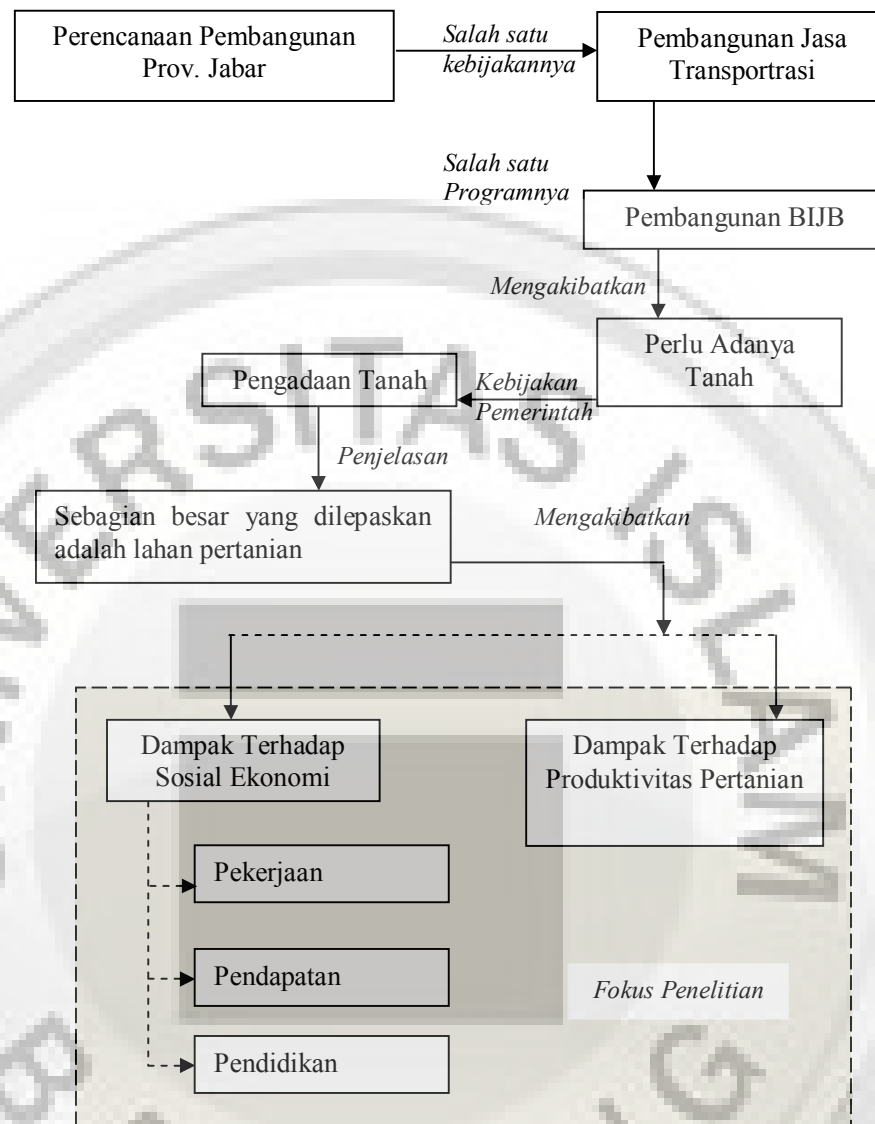 Perencanaan Pembangunan
Prov. Jabar
Salah satu
kebijakannya
Pembangunan Jasa
Transportrasi
Salah satu
Programnya
Pembangunan BIJB
Mengakibatkan
Perlu Adanya
Tanah
Kebijakan
Pemerintah
Pengadaan Tanah
Penjelasan
Sebagian besar yang dilepaskan
adalah lahan pertanian
Mengakibatkan
Dampak Terhadap
Sosial Ekonomi
Dampak Terhadap
Produktivitas Pertanian
Pekerjaan
Pendapatan
Fokus Penelitian
Pendidikan